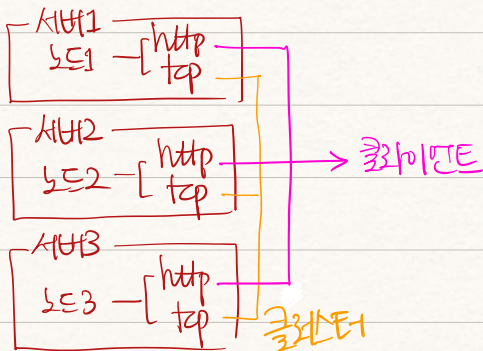 서버1
노드1 http
tcp
서버2
노드2 http
tcp
클라이언트
서버3
노드3 http
tcp
클러스터